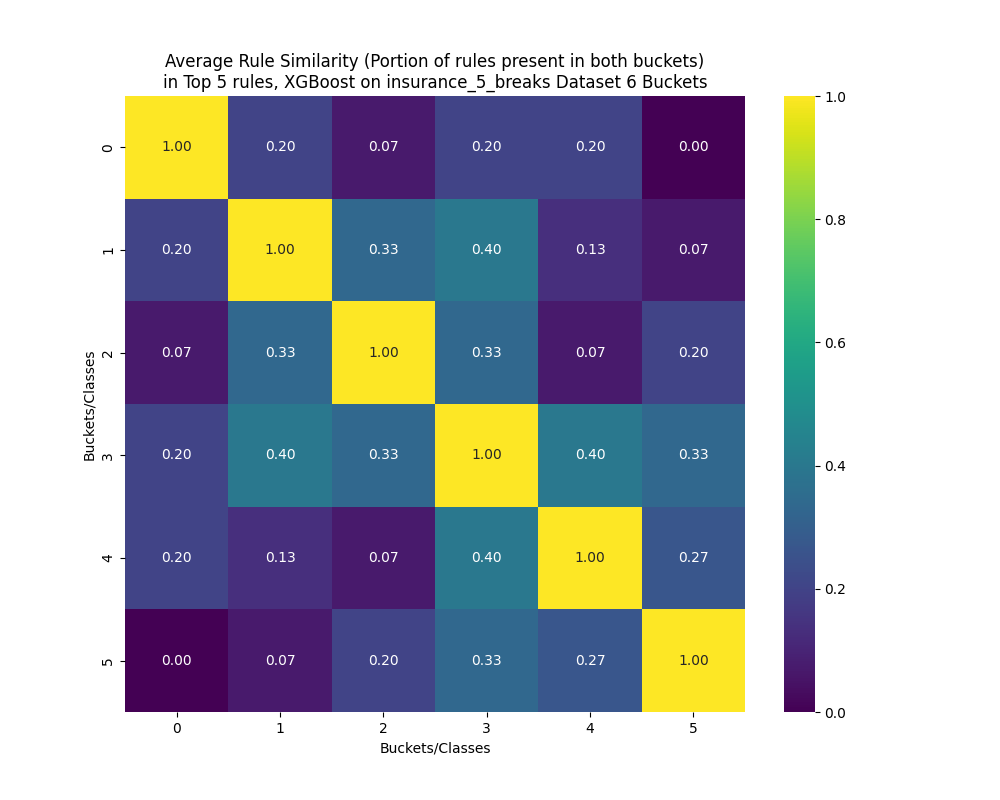 Average Rule Similarity (Portion of rules present in both buckets)
in Top 5 rules, XGBoost on insurance_5_breaks Dataset 6 Buckets
1.0
0 1.00 0.20 0.07 0.20 0.20 0.00
0.8
1 0.20 1.00 0.33 0.40 0.13 0.07
0.6
2 0.07 0.33 1.00 0.33 0.07 0.20
Buckets/Classes
3 0.20 0.40 0.33 1.00 0.40 0.33
0.4
4 0.20 0.13 0.07 0.40 1.00 0.27
0.2
5 0.00 0.07 0.20 0.33 0.27 1.00
0.0
0 1 2 3 4 5
Buckets/Classes